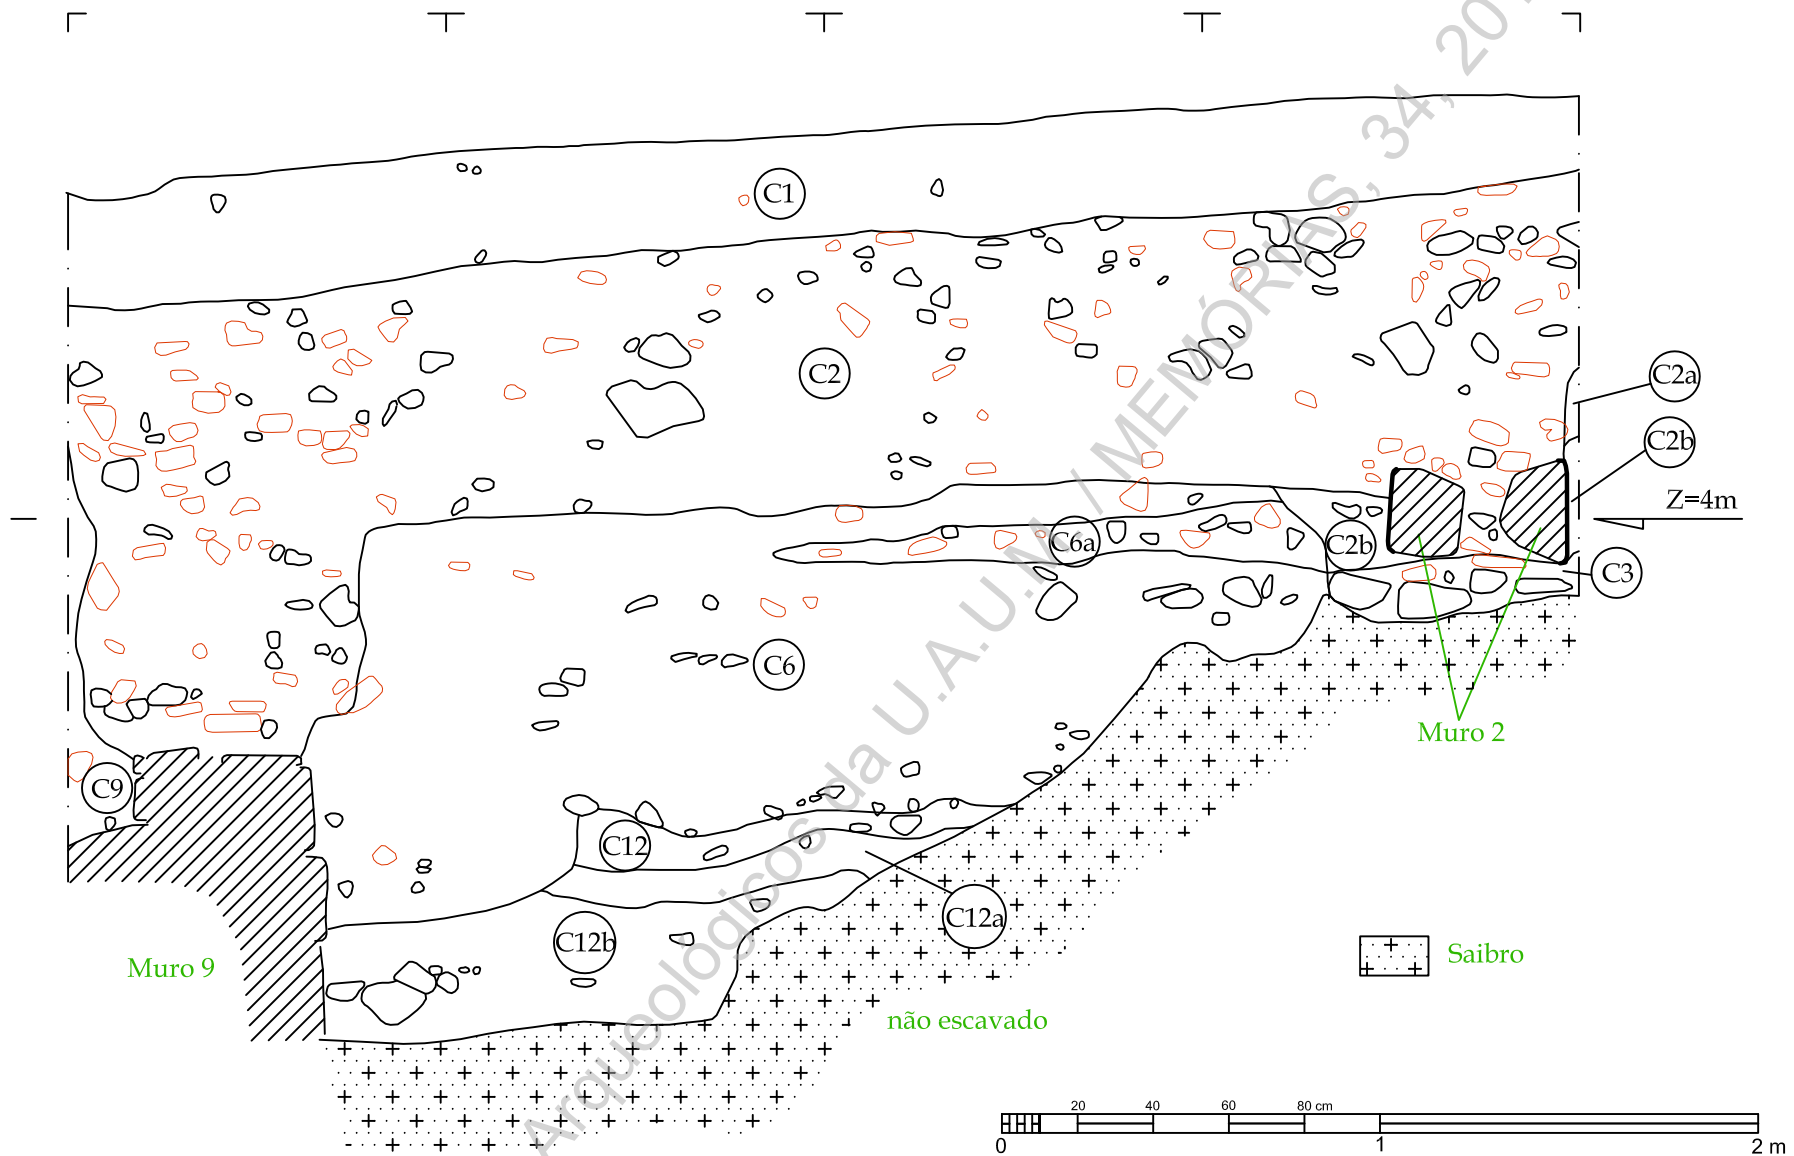 C1
C2
C2a
C2b
Z=4m
C6a
C2b
C3
C6
Muro 2
C9
C12
C12a
C12b
Muro 9
Saibro
não escavado
20 40 60 80 cm
0 1 2 m
Arqueológicos da U.A.U.M. / MEMÓRIAS, 34, 20